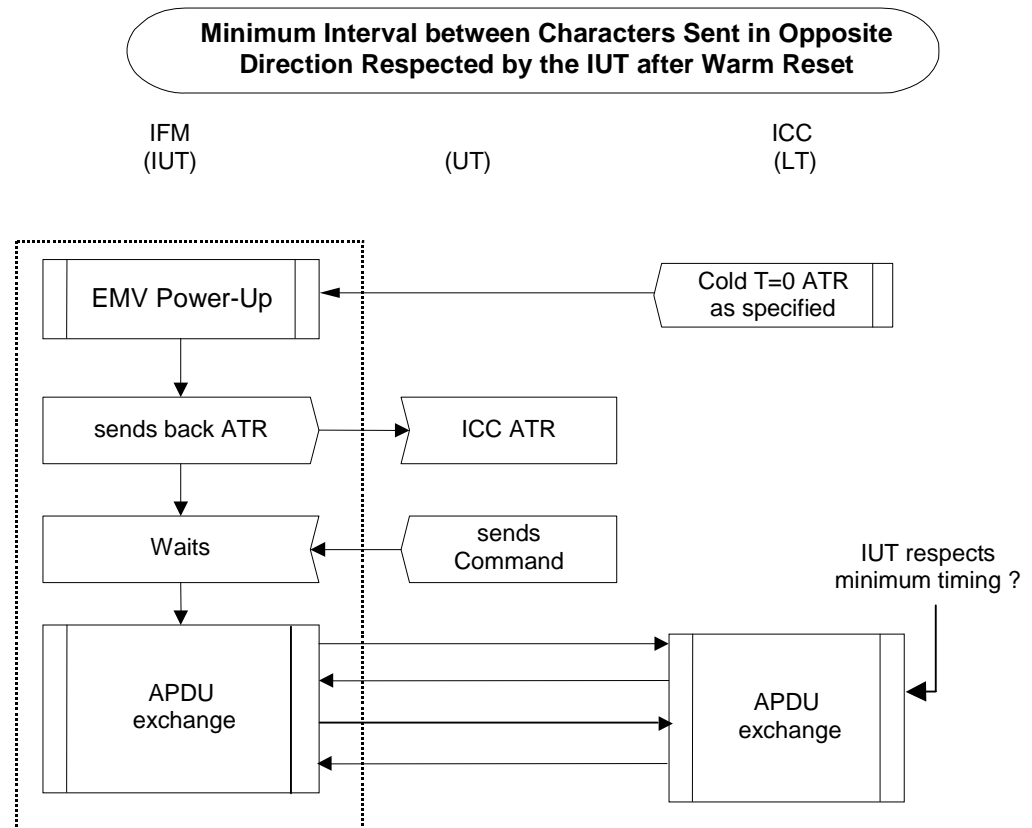 Minimum Interval between Characters Sent in Opposite
Direction Respected by the IUT after Warm Reset
IFM
(IUT)
(UT)
ICC
(LT)
EMV Power-Up
Cold T=0 ATR
as specified
sends back ATR
ICC ATR
Waits
sends
Command
IUT respects
minimum timing ?
APDU
exchange
APDU
exchange